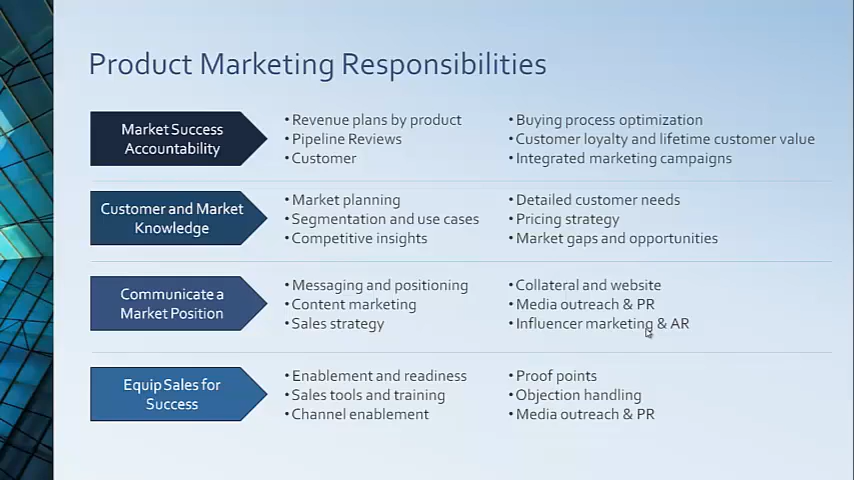 Product Marketing Responsibilities
Market Success
Accountability
• Revenue plans by product
• Pipeline Reviews
• Customer
• Buying process optimization
• Customer loyalty and lifetime customer value
• Integrated marketing campaigns
Customer and Market
Knowledge
• Market planning
• Segmentation and use cases
• Competitive insights
• Detailed customer needs
• Pricing strategy
• Market gaps and opportunities
Communicate a
Market Position
• Messaging and positioning
• Content marketing
• Sales strategy
• Collateral and website
• Media outreach & PR
• Influencer marketing & AR
Equip Sales for
Success
• Enablement and readiness
• Sales tools and training
• Channel enablement
• Proof points
• Objection handling
• Media outreach & PR